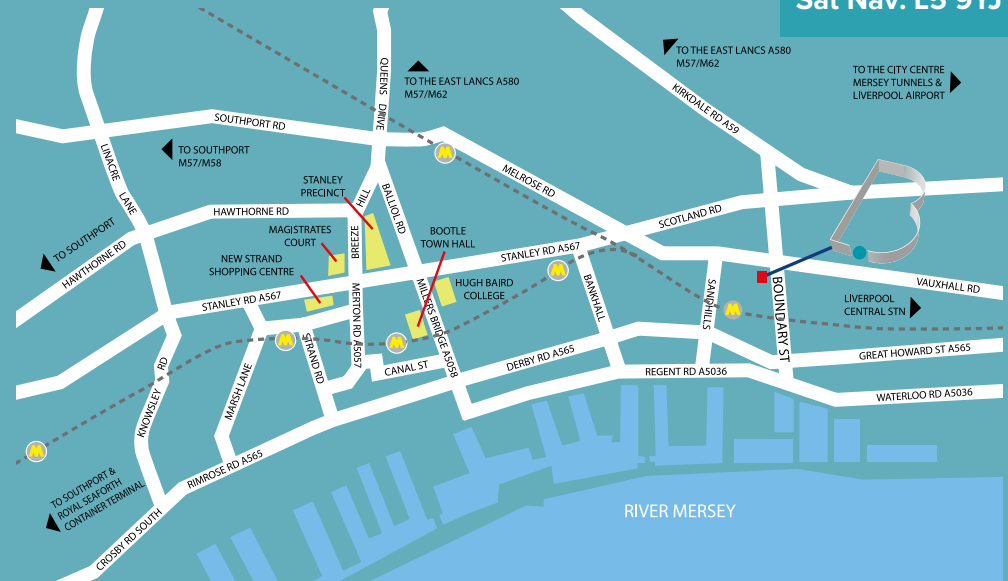 Sat Nav: L5 9YJ
TO THE EAST LANCS A580
M57/M62
TO THE CITY CENTRE
MERSEY TUNNELS &
LIVERPOOL AIRPORT
QUEENS DRIVE
TO THE EAST LANCS A580
M57/M62
KIRKDALE RD A59
SOUTHPORT RD
M
TO SOUTHPORT
M57/M58
LINACRE LANE
MELROSE RD
STANLEY
PRECINCT
HILL
BALLIOL RD
HAWTHORNE RD
SCOTLAND RD
MAGISTRATES
COURT
BREEZE
BOOTLE
TOWN HALL
TO SOUTHPORT
HAWTHORNE RD
STANLEY RD A567
NEW STRAND
SHOPPING CENTRE
M
HUGH BAIRD
COLLEGE
VAUXHALL RD
STANLEY RD A567
MERTON RD A5057
MILLERS BRIDGE A5058
BANKHALL
SANDHILLS
M
BOUNDARY ST
LIVERPOOL
CENTRAL STN
M
M
STRAND RD
CANAL ST
DERBY RD A565
GREAT HOWARD ST A565
REGENT RD A5036
WATERLOO RD A5036
KNOWSLEY RD
MARSH LANE
M
RIMROSE RD A565
TO SOUTHPORT &
ROYAL SEAFORTH
CONTAINER TERMINAL
CROSBY RD SOUTH
RIVER MERSEY